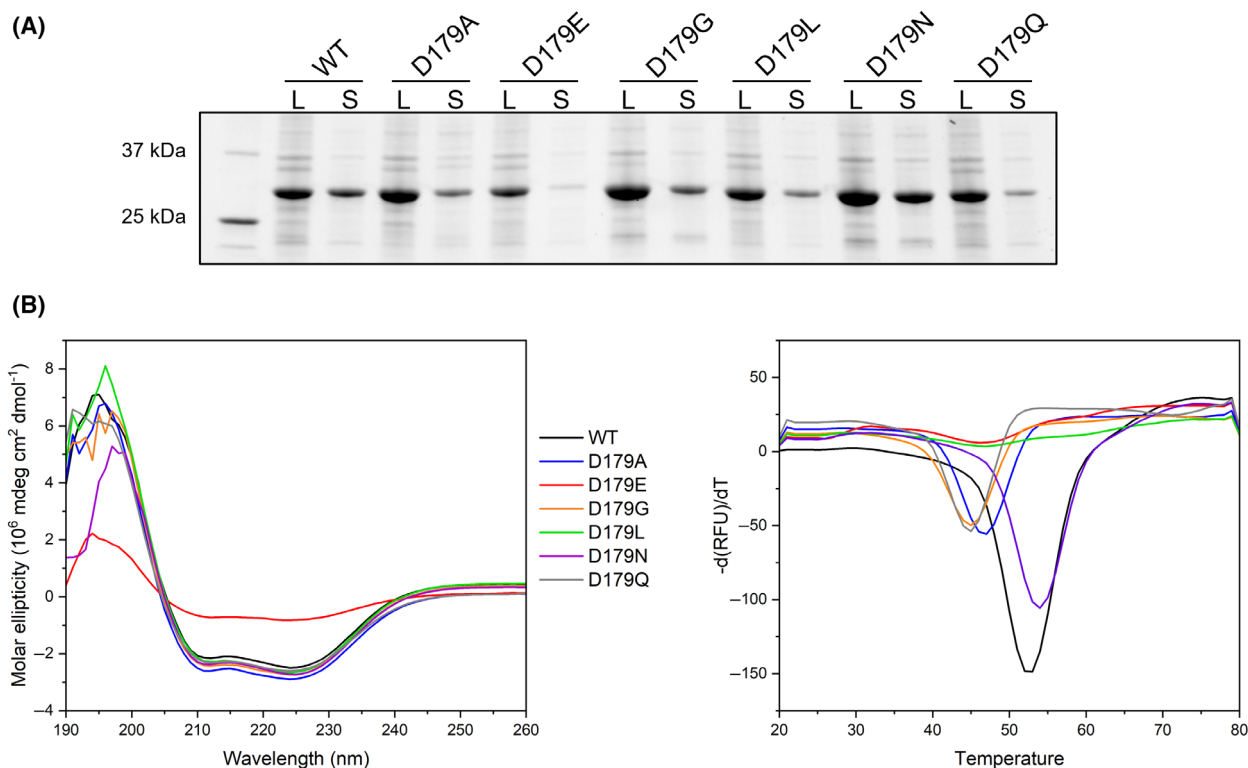 (A)
WT D179A D179E D179G D179L D179N D179Q
L S L S L S L S L S L S L S
37 kDa
25 kDa
(B)
Molar ellipticity (10⁶ mdeg cm² dmol⁻¹)
8
6
4
2
0
–2
–4
190 200 210 220 230 240 250 260
Wavelength (nm)
WT
D179A
D179E
D179G
D179L
D179N
D179Q
-d(RFU)/dT
50
0
–50
–100
–150
20 30 40 50 60 70 80
Temperature